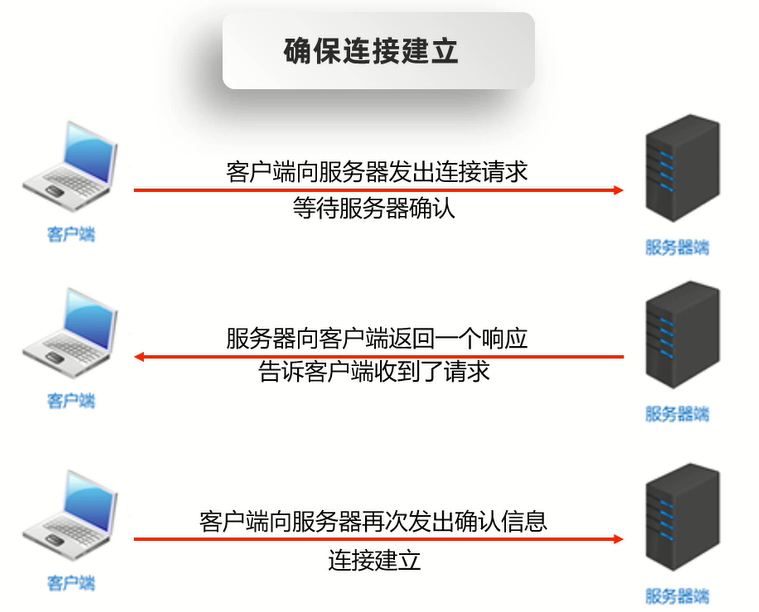 确保连接建立
客户端向服务器发出连接请求
等待服务器确认
客户端
服务器端
服务器向客户端返回一个响应
告诉客户端收到了请求
客户端
服务器端
客户端向服务器再次发出确认信息
连接建立
客户端
服务器端